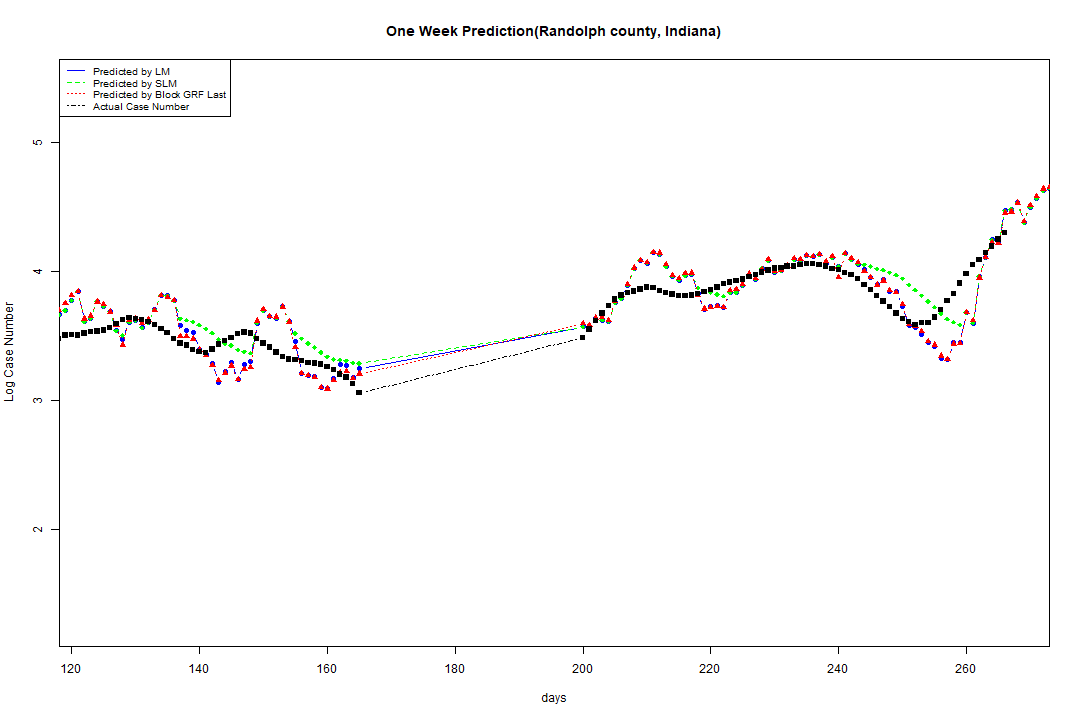 One Week Prediction(Randolph county, Indiana)
Predicted by LM
Predicted by SLM
Predicted by Block GRF Last
Actual Case Number
Log Case Number
5
4
3
2
120 140 160 180 200 220 240 260
days